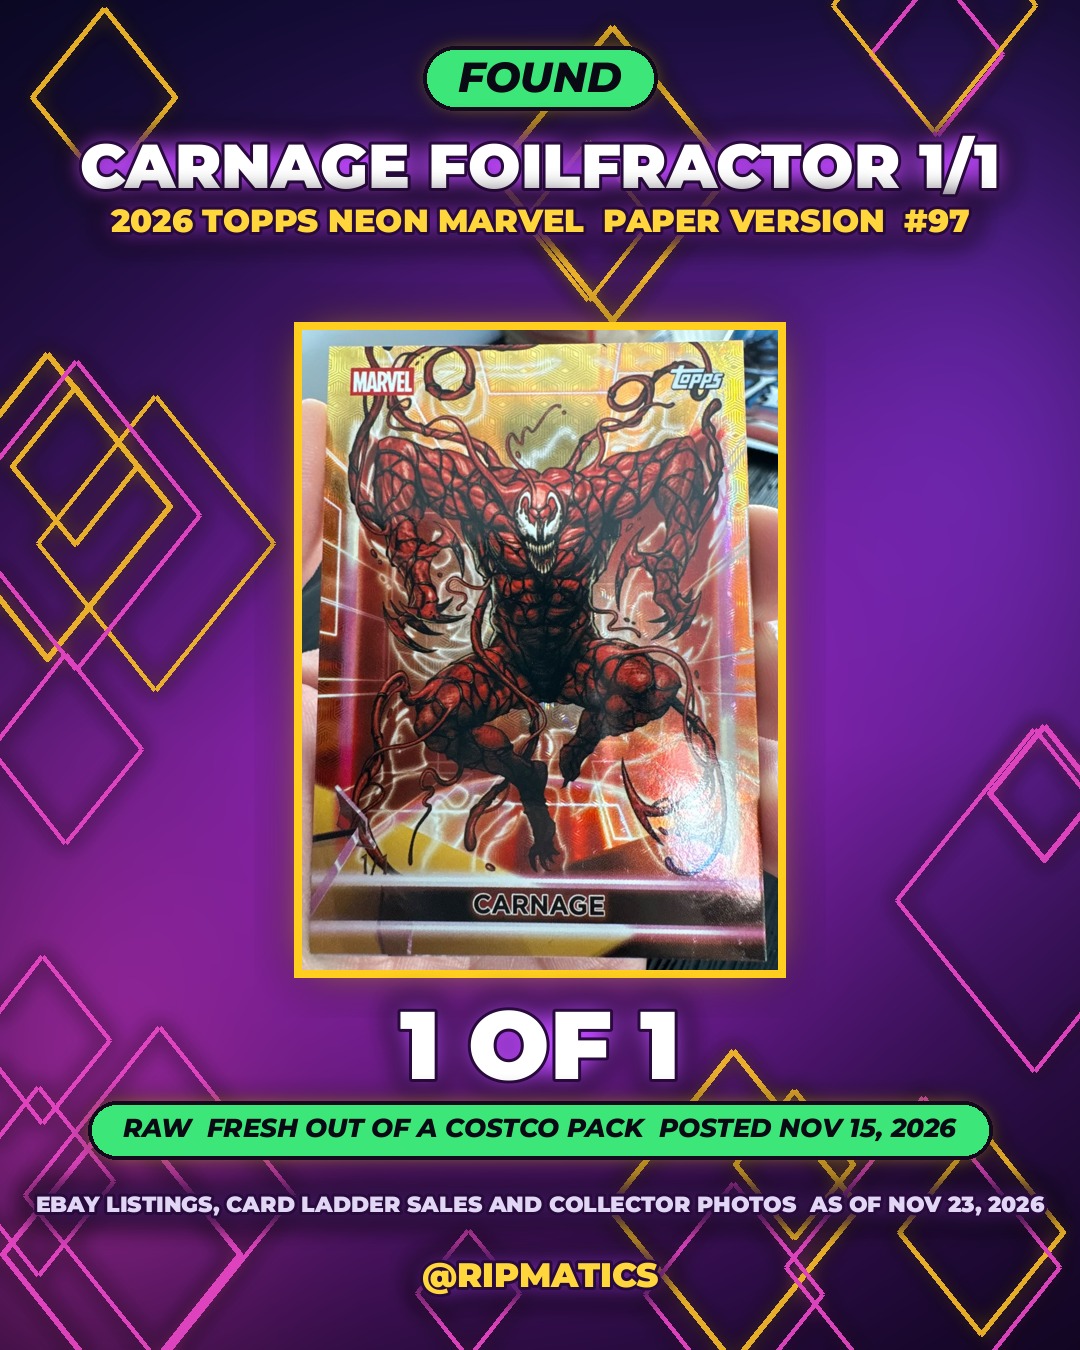 FOUND
CARNAGE FOILFRACTOR 1/1
2026 TOPPS NEON MARVEL PAPER VERSION #97
MARVEL
topps
1/1
CARNAGE
1 OF 1
RAW FRESH OUT OF A COSTCO PACK POSTED NOV 15, 2026
EBAY LISTINGS, CARD LADDER SALES AND COLLECTOR PHOTOS AS OF NOV 23, 2026
@RIPMATICS